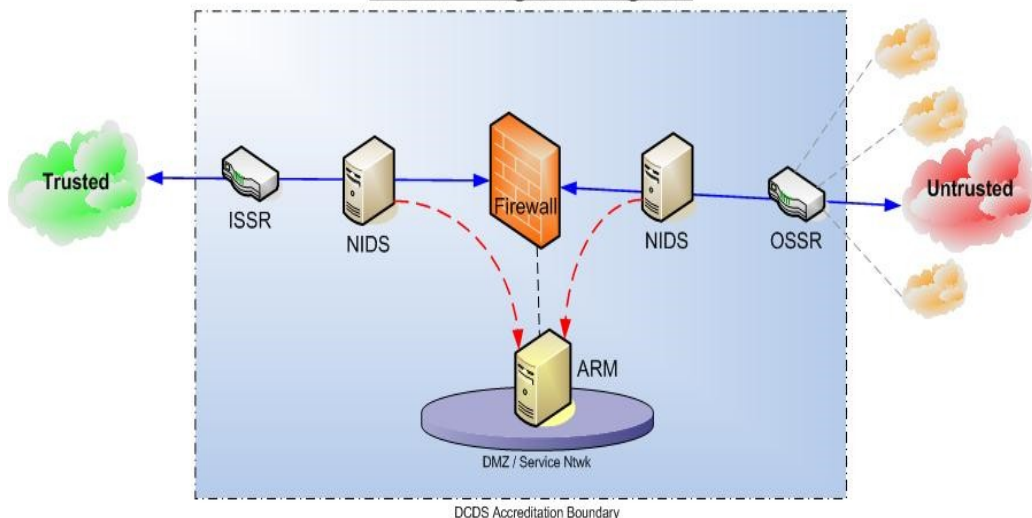 Trusted
ISSR
NIDS
Firewall
NIDS
OSSR
Untrusted
ARM
DMZ / Service Ntwk
DCDS Accreditation Boundary